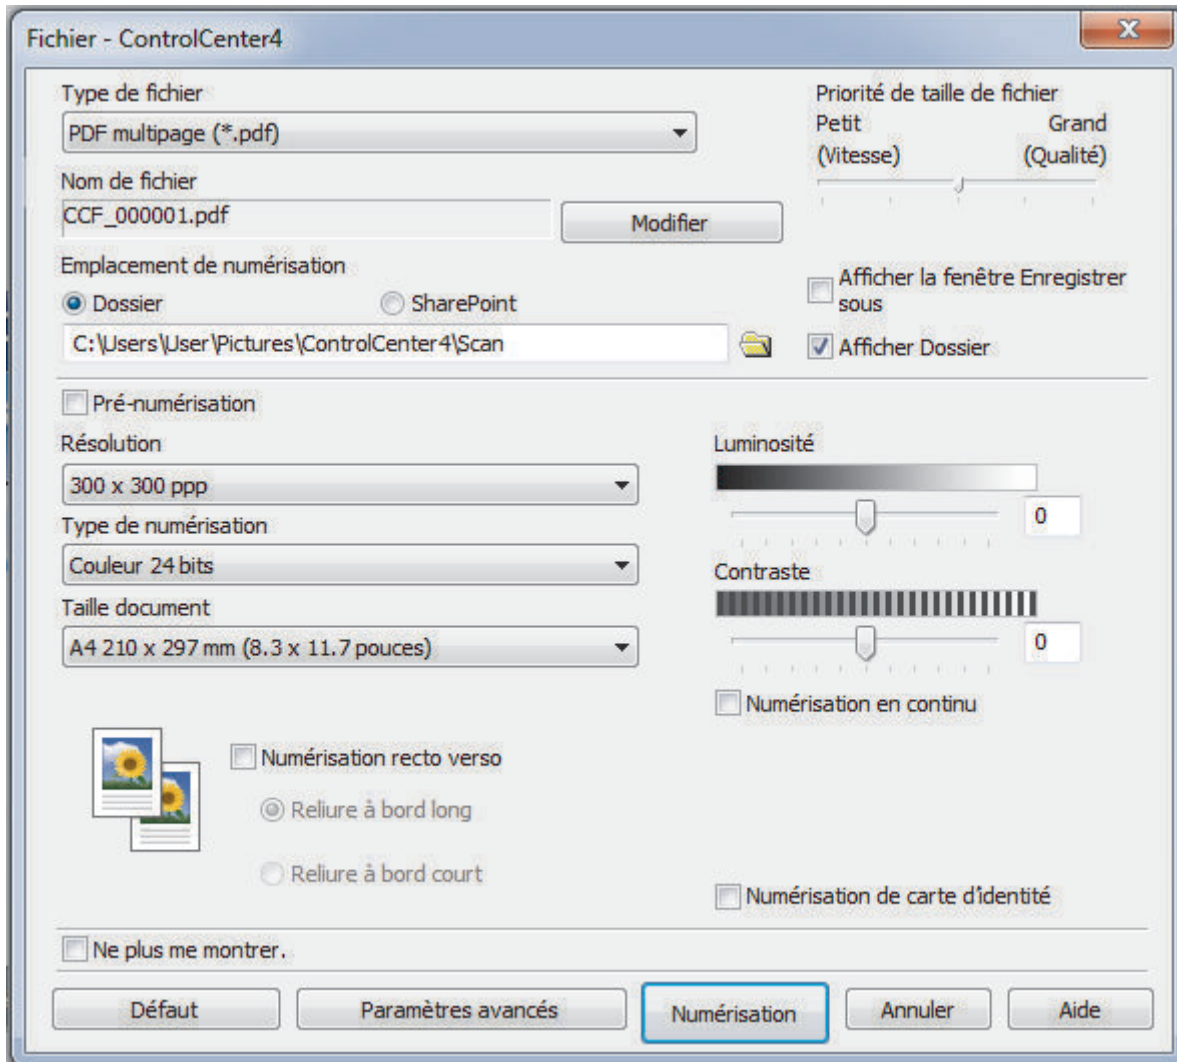 Fichier - ControlCenter4
Type de fichier
PDF multipage (*.pdf)
Priorité de taille de fichier
Petit Grand
(Vitesse) (Qualité)
Nom de fichier
CCF_000001.pdf
Modifier
Emplacement de numérisation
Dossier SharePoint
C:\Users\User\Pictures\ControlCenter4\Scan
Afficher la fenêtre Enregistrer
sous
Afficher Dossier
Pré-numérisation
Résolution
300 x 300 ppp
Type de numérisation
Couleur 24 bits
Taille document
A4 210 x 297 mm (8.3 x 11.7 pouces)
Luminosité
0
Contraste
0
Numérisation en continu
Numérisation recto verso
Reliure à bord long
Reliure à bord court
Numérisation de carte d'identité
Ne plus me montrer.
Défaut Paramètres avancés Numérisation Annuler Aide